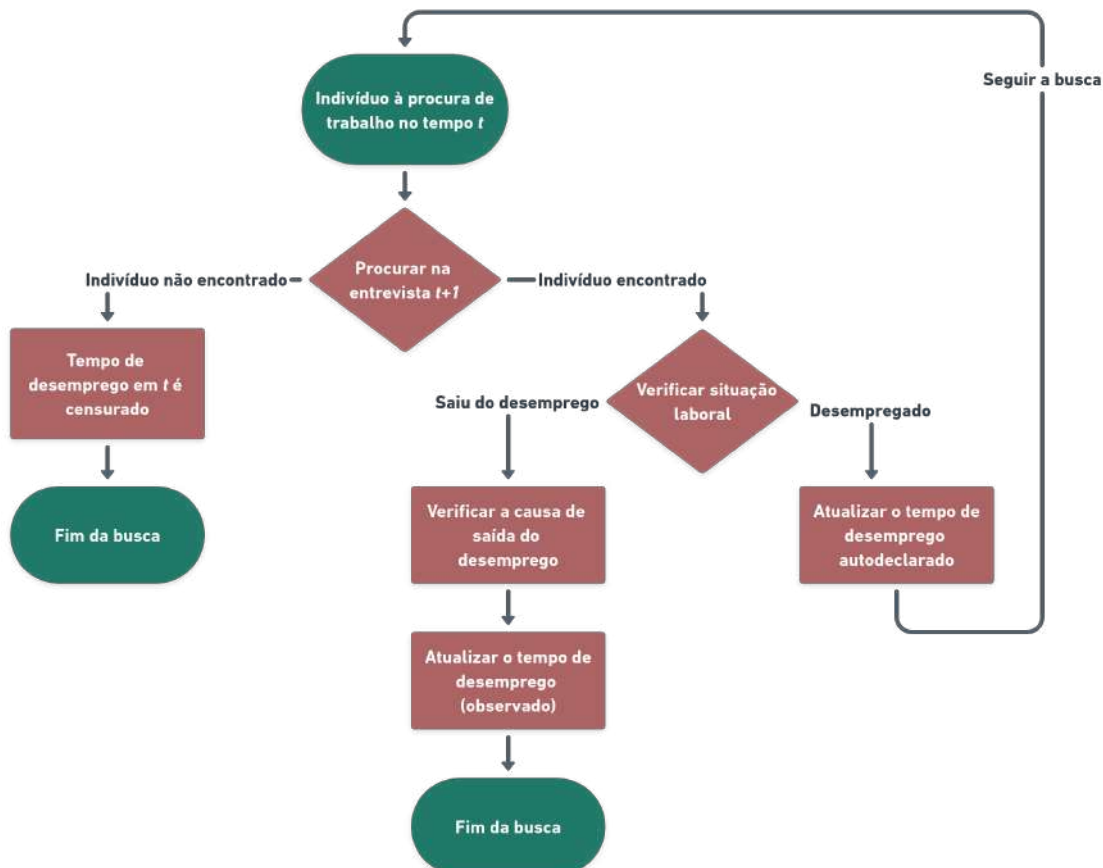 Seguir a busca
Indivíduo à procura de
trabalho no tempo t
Procurar na
entrevista t+1
Indivíduo não encontrado
Indivíduo encontrado
Tempo de
desemprego em t é
censurado
Fim da busca
Verificar situação
laboral
Saiu do desemprego
Desempregado
Verificar a causa de
saída do
desemprego
Atualizar o tempo de
desemprego
autodeclarado
Atualizar o tempo de
desemprego
(observado)
Fim da busca